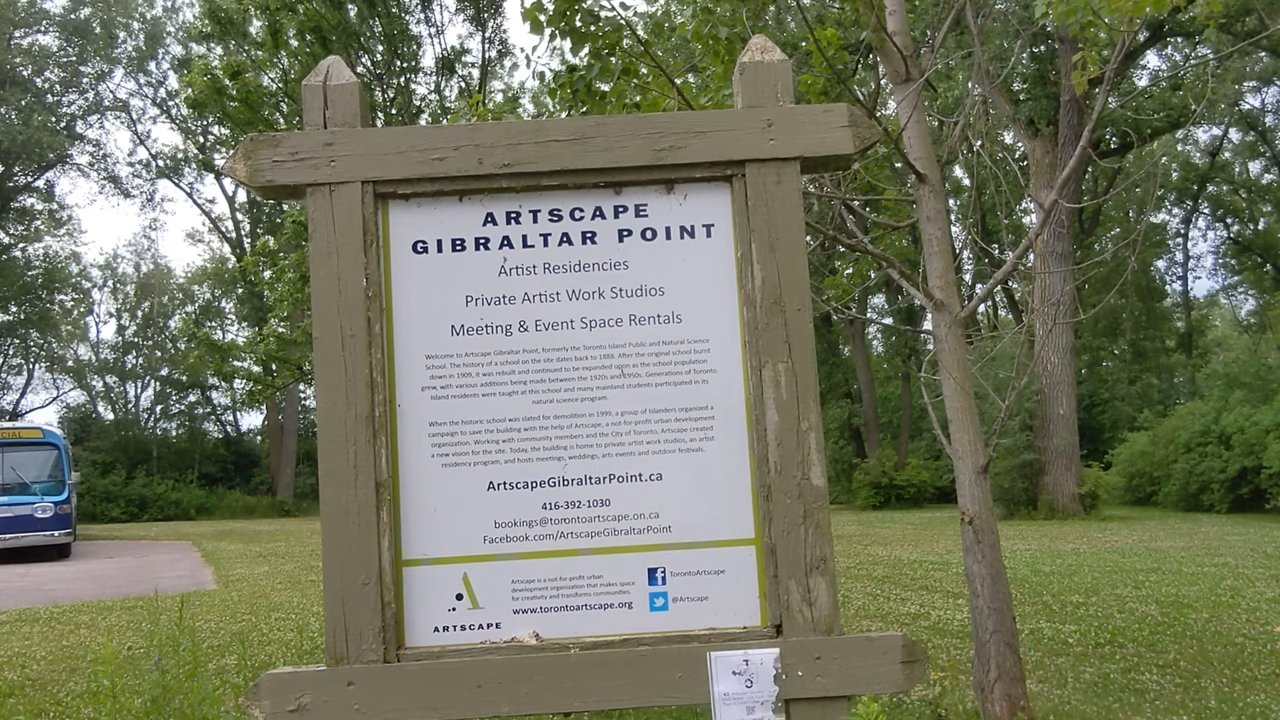 ARTSCAPE
GIBRALTAR POINT
Artist Residencies
Private Artist Work Studios
Meeting & Event Space Rentals
Welcome to Artscape Gibraltar Point, formerly the Toronto Island Public and Natural Science
School. The history of a school on the site dates back to 1888. After the original school burnt
down in 1909, it was rebuilt and continued to be expanded upon as the school population
grew, with various additions being made between the 1920s and 1950s. Generations of Toronto
Island residents were taught at this school and many mainland students participated in its
natural science program.
When the historic school was slated for demolition in 1999, a group of Islanders organized a
campaign to save the building with the help of Artscape, a not-for-profit urban development
organization. Working with community members and the City of Toronto, Artscape created
a new vision for the site. Today, the building is home to private artist work studios, an artist
residency program, and hosts meetings, weddings, arts events and outdoor festivals.
ArtscapeGibraltarPoint.ca
416-392-1030
bookings@torontoartscape.on.ca
Facebook.com/ArtscapeGibraltarPoint
Artscape is a not-for-profit urban
development organization that makes space
for creativity and transforms communities.
www.torontoartscape.org
ARTSCAPE
TorontoArtscape
@Artscape
CIAL